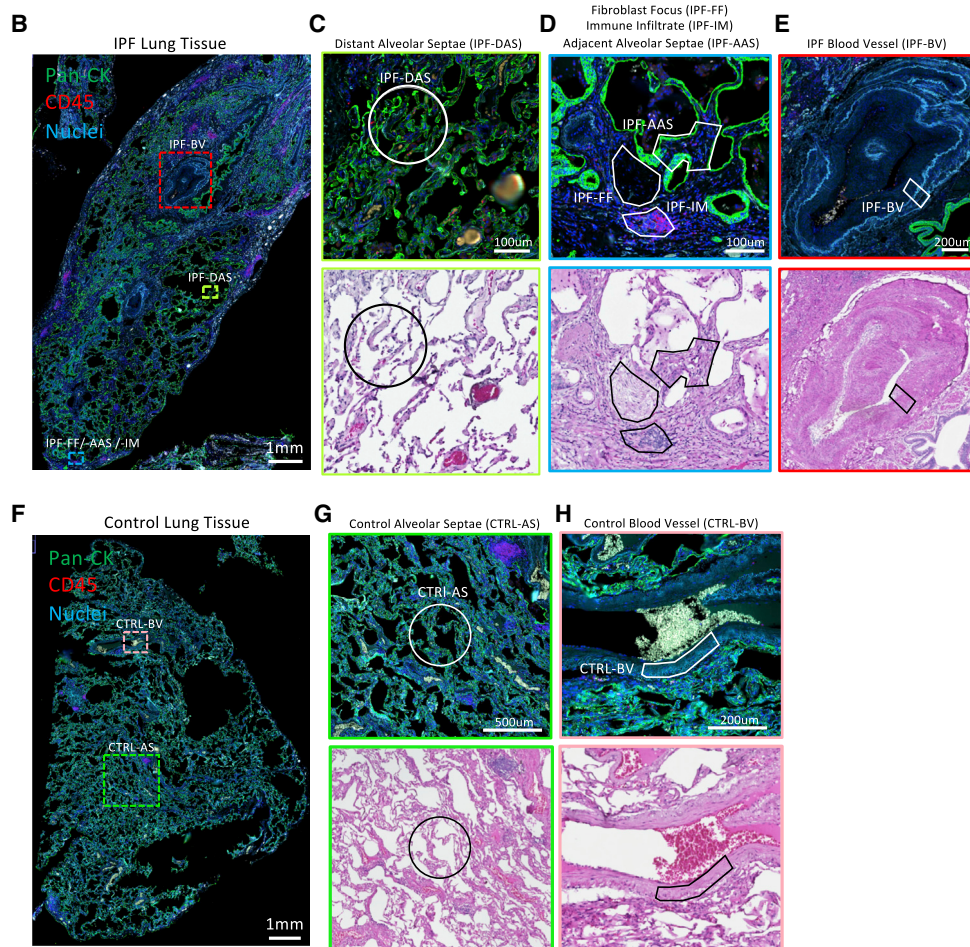 B
IPF Lung Tissue
Pan-CK
CD45
Nuclei
IPF-BV
IPF-DAS
IPF-FF/-AAS /-IM
1mm
C
Distant Alveolar Septae (IPF-DAS)
IPF-DAS
100um
D
Fibroblast Focus (IPF-FF)
Immune Infiltrate (IPF-IM)
Adjacent Alveolar Septae (IPF-AAS)
IPF-AAS
IPF-FF
IPF-IM
100um
E
IPF Blood Vessel (IPF-BV)
IPF-BV
200um
F
Control Lung Tissue
Pan-CK
CD45
Nuclei
CTRL-BV
CTRL-AS
1mm
G
Control Alveolar Septae (CTRL-AS)
CTRl-AS
500um
H
Control Blood Vessel (CTRL-BV)
CTRL-BV
200um